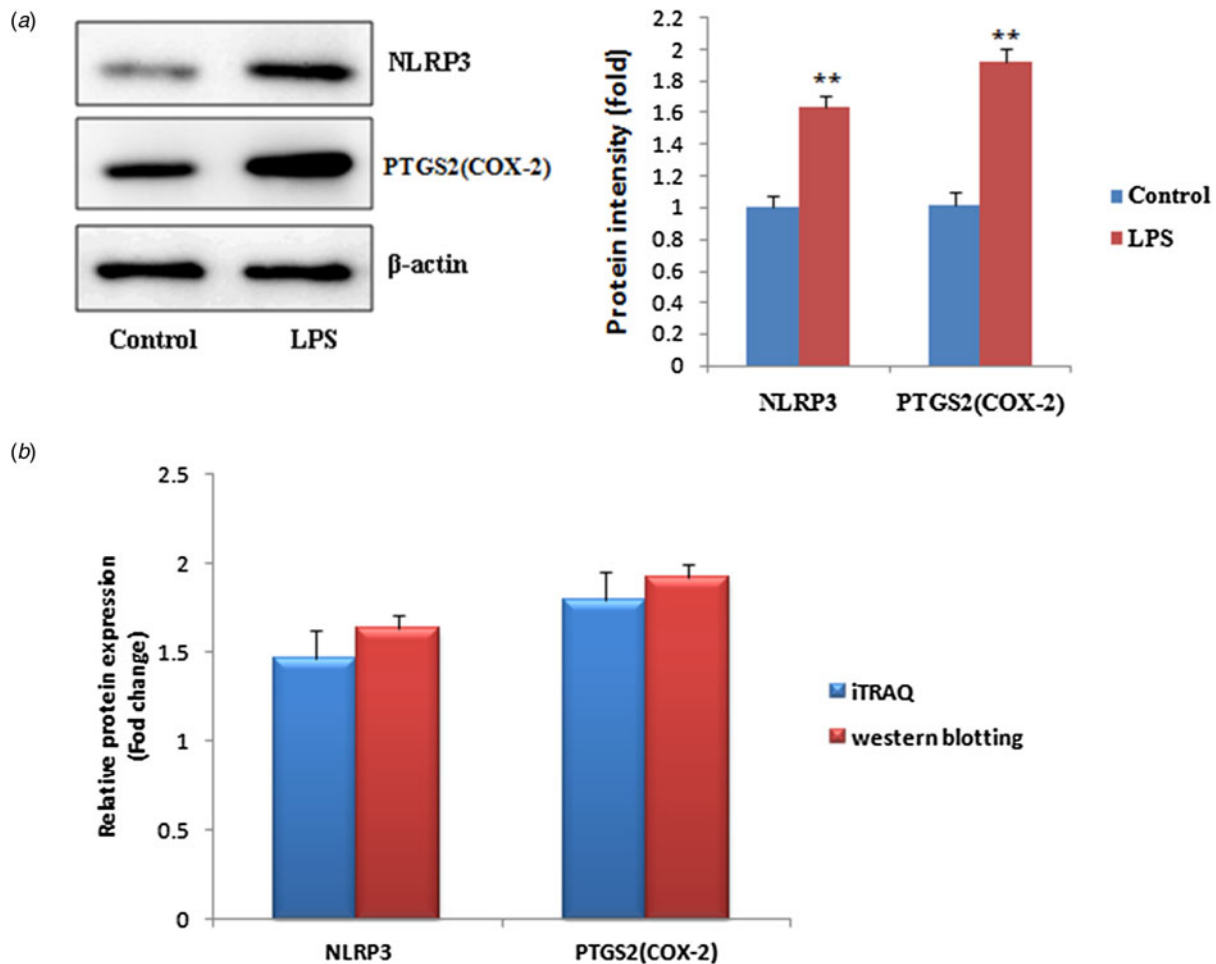 (a)
NLRP3
PTGS2(COX-2)
β-actin
Control LPS
Protein intensity (fold)
2.2
2
1.8
1.6
1.4
1.2
1
0.8
0.6
0.4
0.2
0
**
**
NLRP3 PTGS2(COX-2)
Control
LPS
(b)
Relative protein expression
(Fod change)
2.5
2
1.5
1
0.5
0
NLRP3 PTGS2(COX-2)
iTRAQ
western blotting